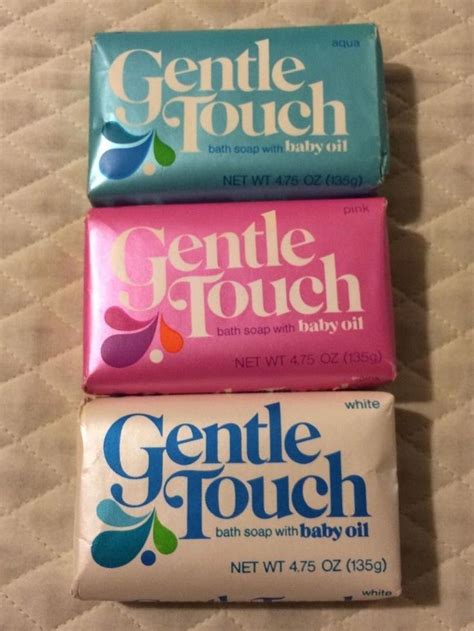 aqua
Gentle
Touch
bath soap with baby oil
NET WT 4.75 OZ (135g)
pink
Gentle
Touch
bath soap with baby oil
NET WT 4.75 OZ (135g)
white
Gentle
Touch
bath soap with baby oil
NET WT 4.75 OZ (135g)
white